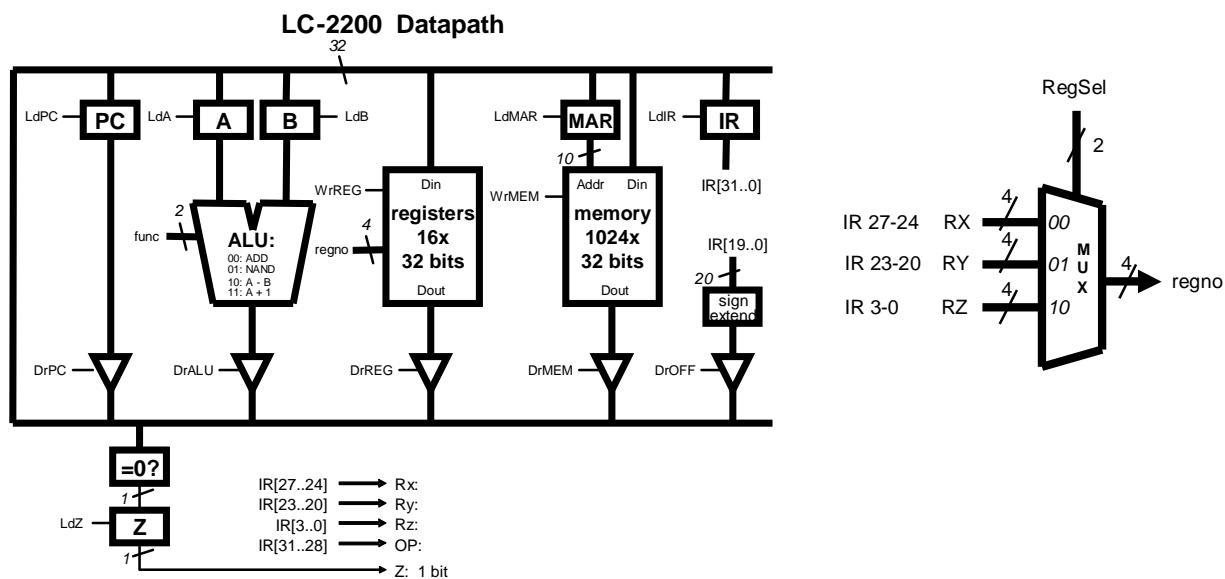 LC-2200 Datapath
32
LdPC
PC
LdA
A
B
LdB
LdMAR
MAR
LdIR
IR
10
IR[31..0]
WrREG
Din
registers
16x
32 bits
Dout
regno
4
WrMEM
Addr Din
memory
1024x
32 bits
Dout
func
2
ALU:
00: ADD
01: NAND
10: A - B
11: A + 1
IR[19..0]
20
sign
extend
DrPC
DrALU
DrREG
DrMEM
DrOFF
=0?
1
LdZ
Z
1
IR[27..24] Rx:
IR[23..20] Ry:
IR[3..0] Rz:
IR[31..28] OP:
Z: 1 bit
RegSel
2
IR 27-24 RX 4 00
IR 23-20 RY 4 01
IR 3-0 RZ 4 10
MUX
4
regno